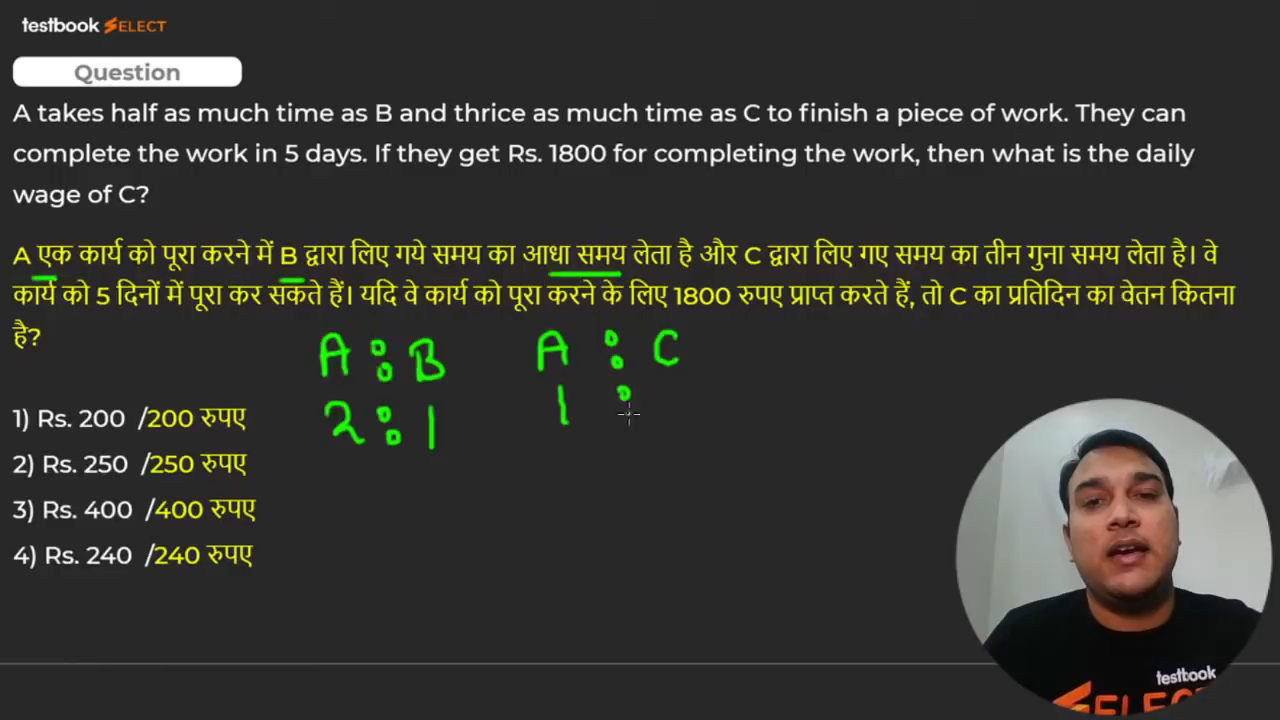 testbook SELECT
Question
A takes half as much time as B and thrice as much time as C to finish a piece of work. They can
complete the work in 5 days. If they get Rs. 1800 for completing the work, then what is the daily
wage of C?
A एक कार्य को पूरा करने में B द्वारा लिए गये समय का आधा समय लेता है और C द्वारा लिए गए समय का तीन गुना समय लेता है। वे
कार्य को 5 दिनों में पूरा कर सकते हैं। यदि वे कार्य को पूरा करने के लिए 1800 रुपए प्राप्त करते हैं, तो C का प्रतिदिन का वेतन कितना
है?
A : B A : C
2 : 1 1 :
1) Rs. 200 /200 रुपए
2) Rs. 250 /250 रुपए
3) Rs. 400 /400 रुपए
4) Rs. 240 /240 रुपए
testbook
SELECT